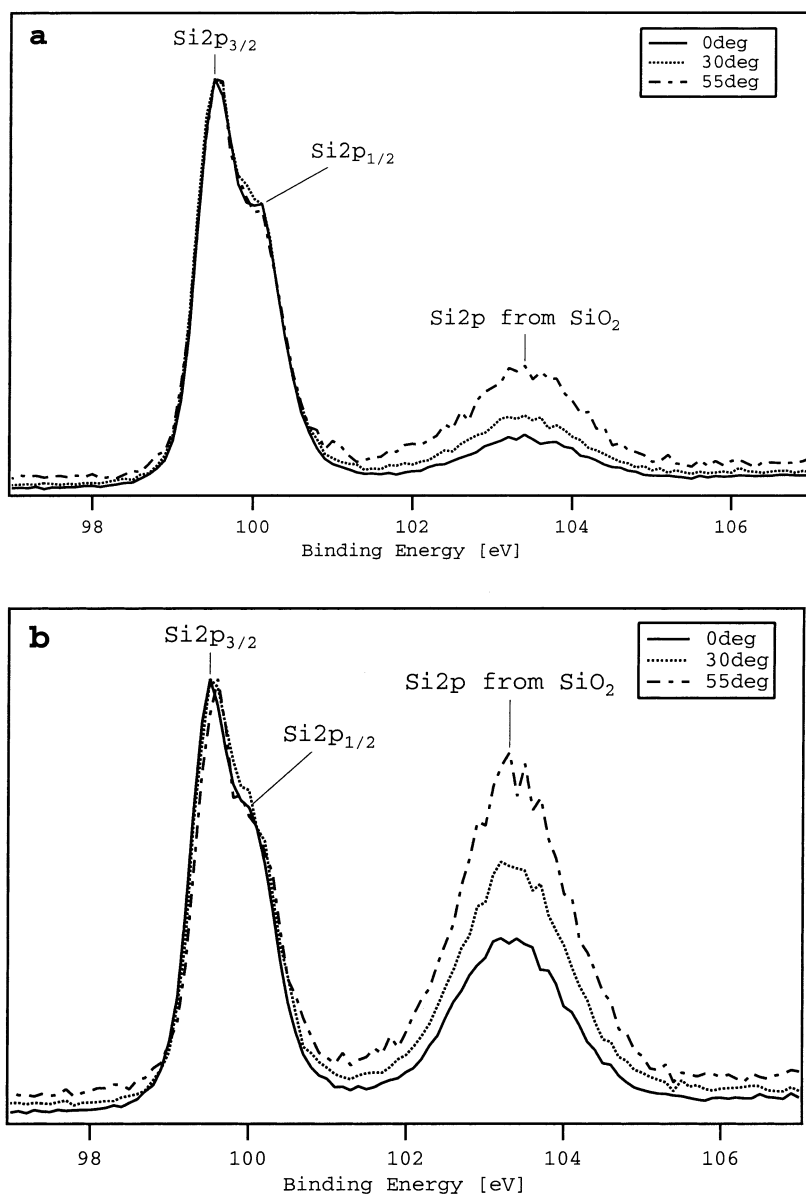 a
Si2p3/2
0deg
30deg
55deg
Si2p1/2
Si2p from SiO2
98 100 102 104 106
Binding Energy [eV]
b
Si2p3/2
0deg
30deg
55deg
Si2p from SiO2
Si2p1/2
98 100 102 104 106
Binding Energy [eV]